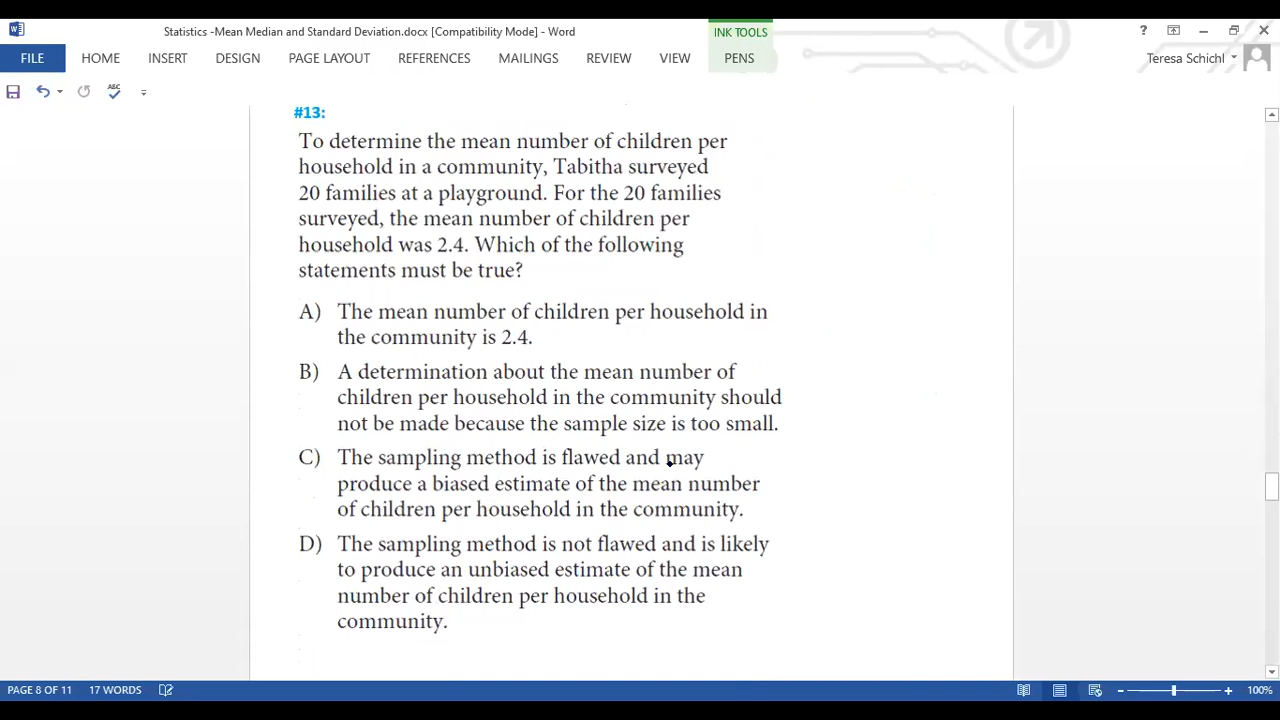 Statistics -Mean Median and Standard Deviation.docx [Compatibility Mode] - Word
INK TOOLS
?
FILE
HOME
INSERT
DESIGN
PAGE LAYOUT
REFERENCES
MAILINGS
REVIEW
VIEW
PENS
Teresa Schichl
ABC
#13:
To determine the mean number of children per
household in a community, Tabitha surveyed
20 families at a playground. For the 20 families
surveyed, the mean number of children per
household was 2.4. Which of the following
statements must be true?
A) The mean number of children per household in
the community is 2.4.
B) A determination about the mean number of
children per household in the community should
not be made because the sample size is too small.
C) The sampling method is flawed and may
produce a biased estimate of the mean number
of children per household in the community.
D) The sampling method is not flawed and is likely
to produce an unbiased estimate of the mean
number of children per household in the
community.
PAGE 8 OF 11
17 WORDS
100%